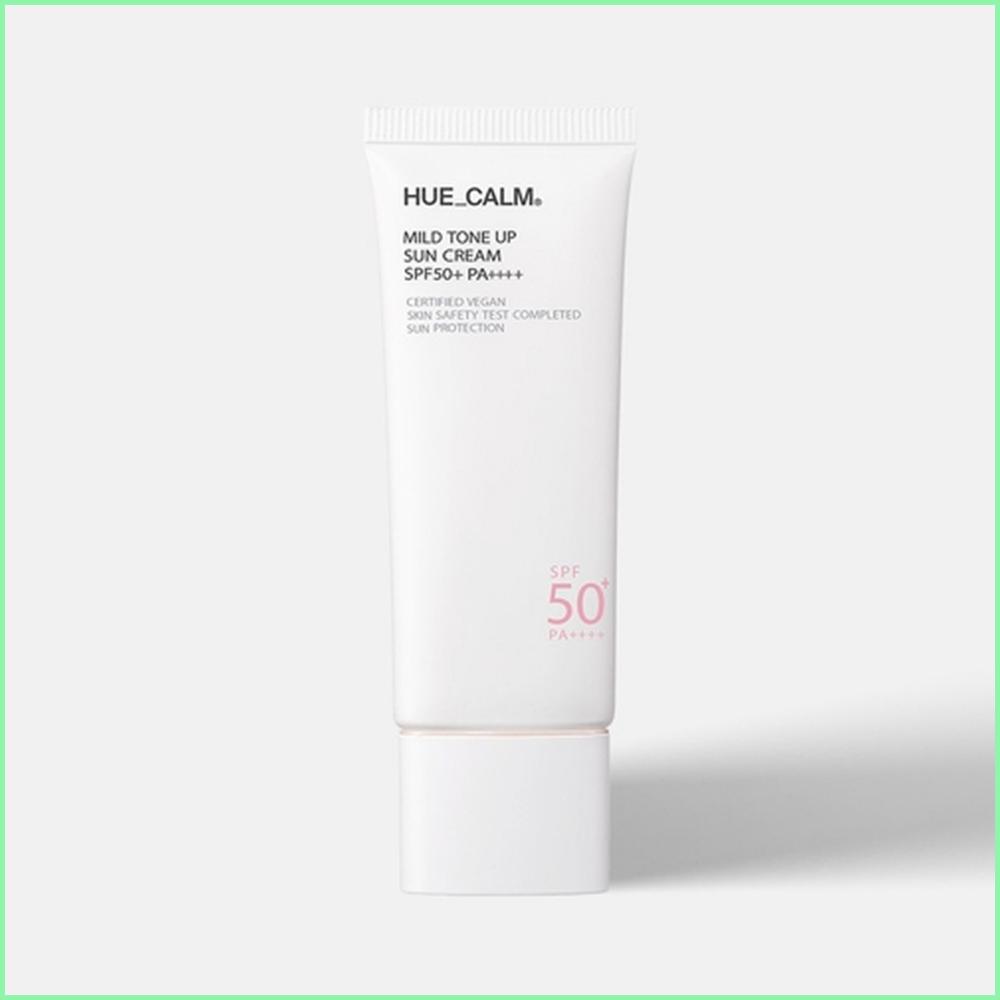 HUE_CALM®
MILD TONE UP
SUN CREAM
SPF50+ PA++++
CERTIFIED VEGAN
SKIN SAFETY TEST COMPLETED
SUN PROTECTION
SPF
50+
PA++++